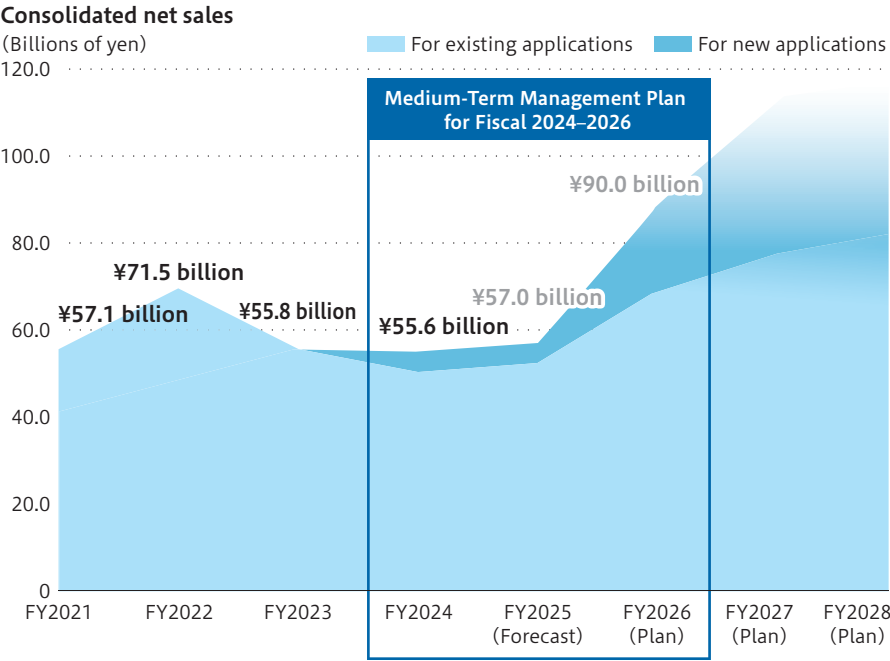 Consolidated net sales
(Billions of yen)
For existing applications
For new applications
120.0
100.0
80.0
60.0
40.0
20.0
0
Medium-Term Management Plan
for Fiscal 2024–2026
¥57.1 billion
¥71.5 billion
¥55.8 billion
¥55.6 billion
¥57.0 billion
¥90.0 billion
FY2021
FY2022
FY2023
FY2024
FY2025
(Forecast)
FY2026
(Plan)
FY2027
(Plan)
FY2028
(Plan)